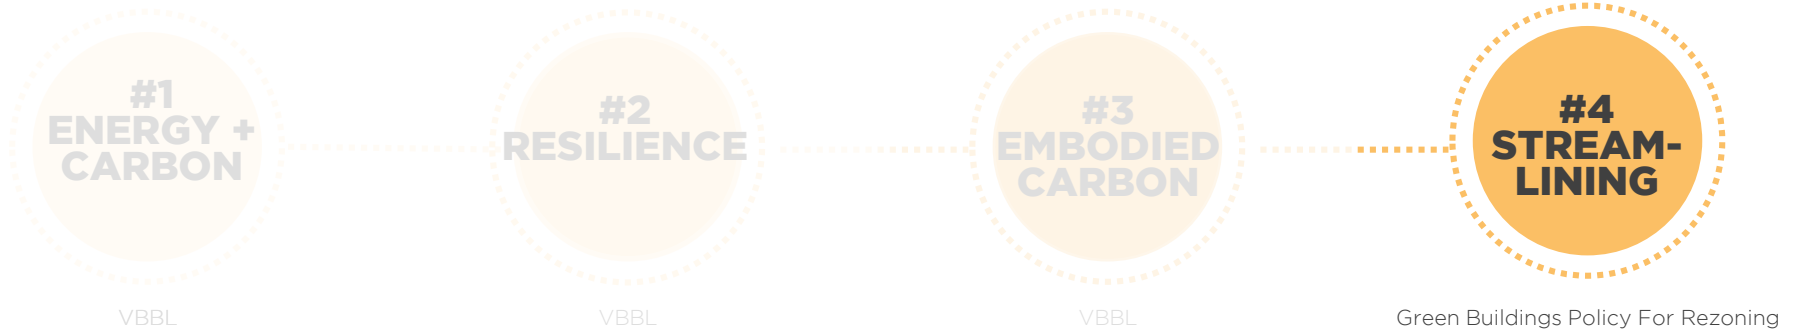 #1
ENERGY +
CARBON
#2
RESILIENCE
#3
EMBODIED
CARBON
#4
STREAM-
LINING
VBBL
VBBL
VBBL
Green Buildings Policy For Rezoning